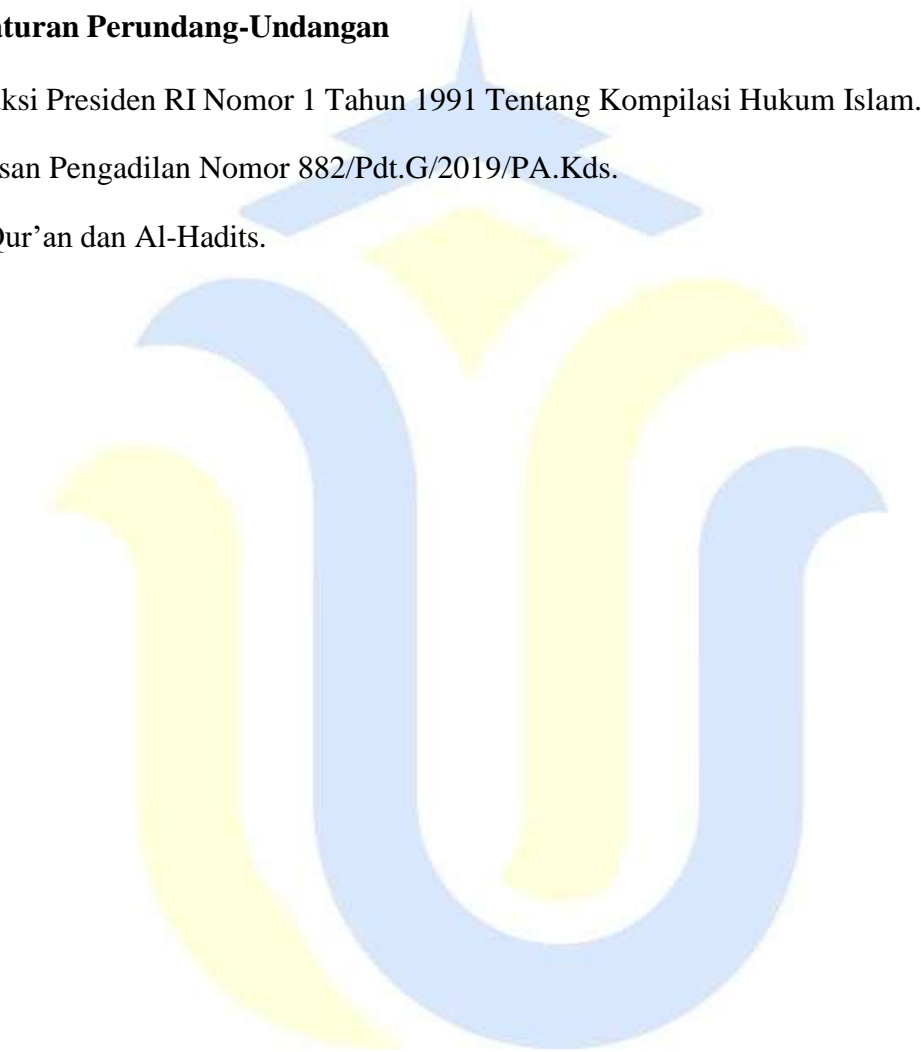 aturan Perundang-Undangan
uksi Presiden RI Nomor 1 Tahun 1991 Tentang Kompilasi Hukum Islam.
san Pengadilan Nomor 882/Pdt.G/2019/PA.Kds.
Qur’an dan Al-Hadits.